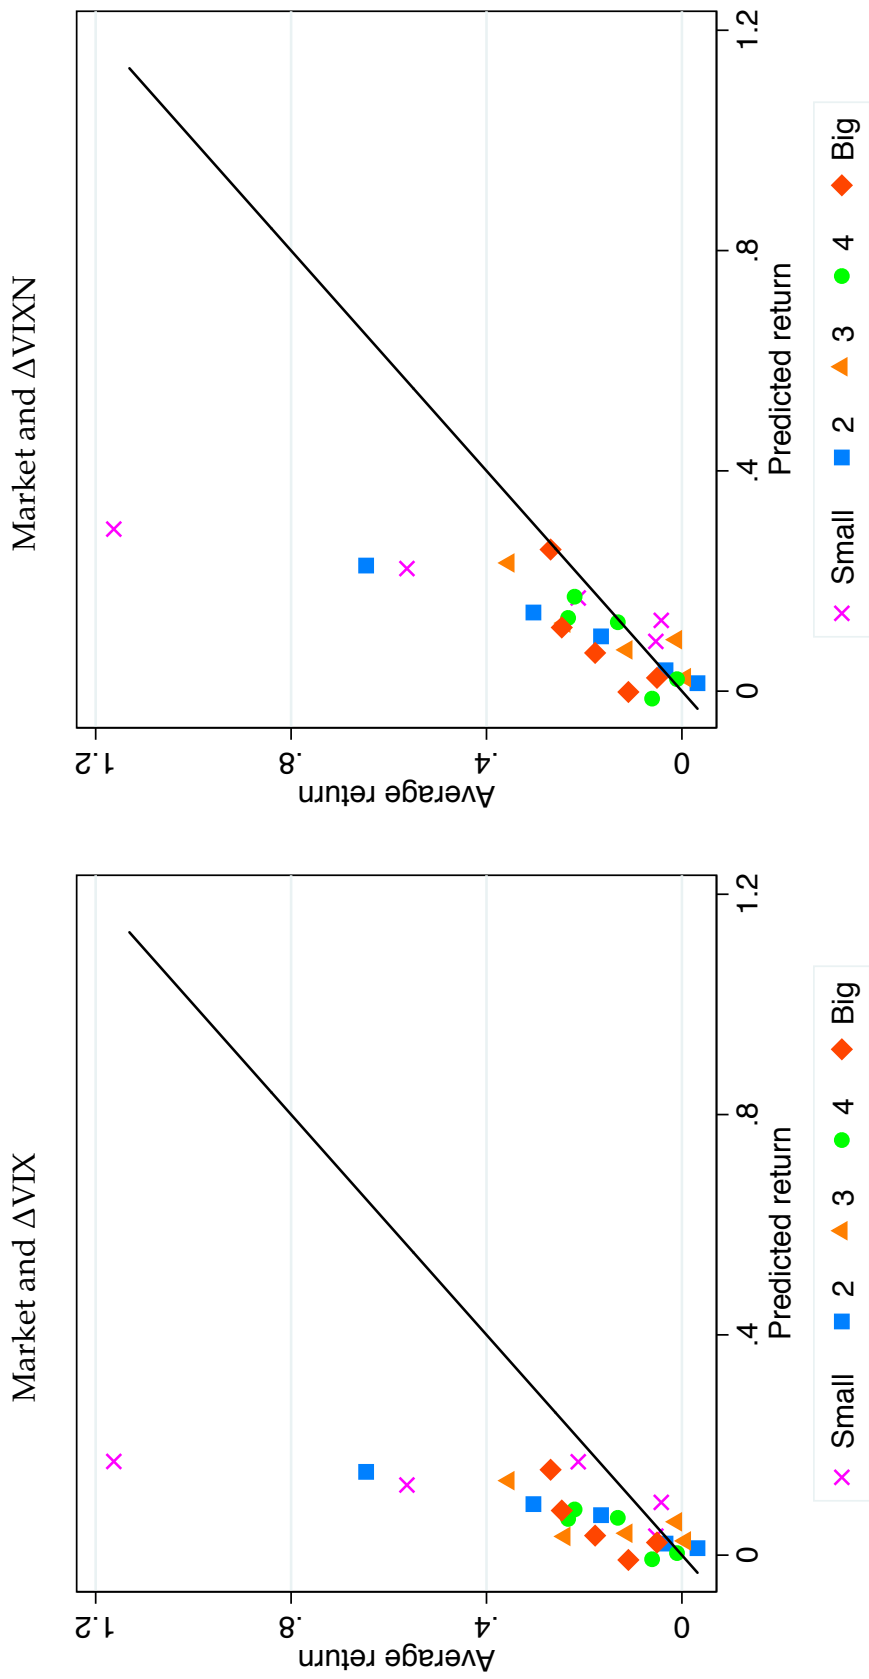 Market and ΔVIX
Average return
0
.4
.8
1.2
0
.4
.8
1.2
Predicted return
Small
2
3
4
Big
Market and ΔVIXN
Average return
0
.4
.8
1.2
0
.4
.8
1.2
Predicted return
Small
2
3
4
Big